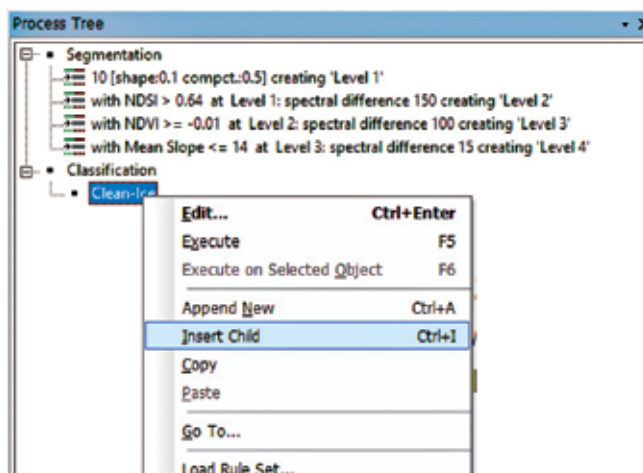 Process Tree
Segmentation
10 [shape:0.1 compct.:0.5] creating 'Level 1'
with NDSI > 0.64 at Level 1: spectral difference 150 creating 'Level 2'
with NDVI >= -0.01 at Level 2: spectral difference 100 creating 'Level 3'
with Mean Slope <= 14 at Level 3: spectral difference 15 creating 'Level 4'
Classification
Clean-Ice
Edit... Ctrl+Enter
Execute F5
Execute on Selected Object F6
Append New Ctrl+A
Insert Child Ctrl+I
Copy
Paste
Go To...
Load Rule Set...